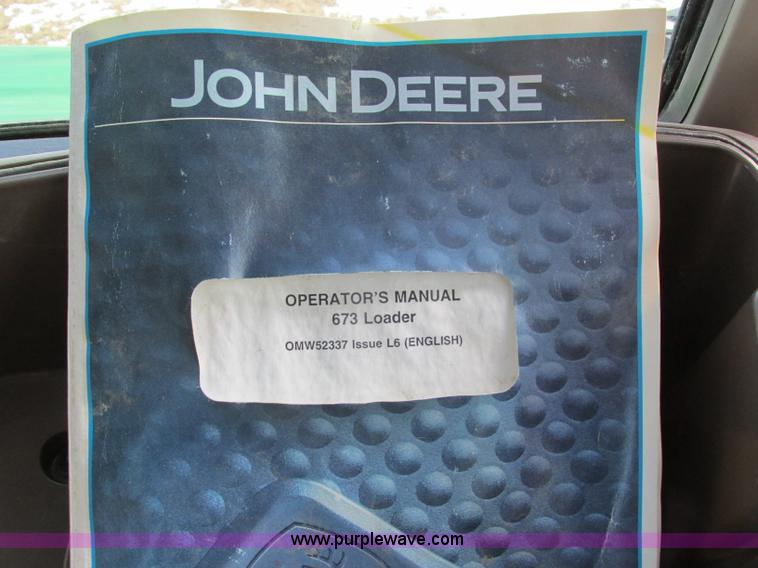 JOHN DEERE
OPERATOR'S MANUAL
673 Loader
OMW52337 Issue L6 (ENGLISH)
www.purplewave.com